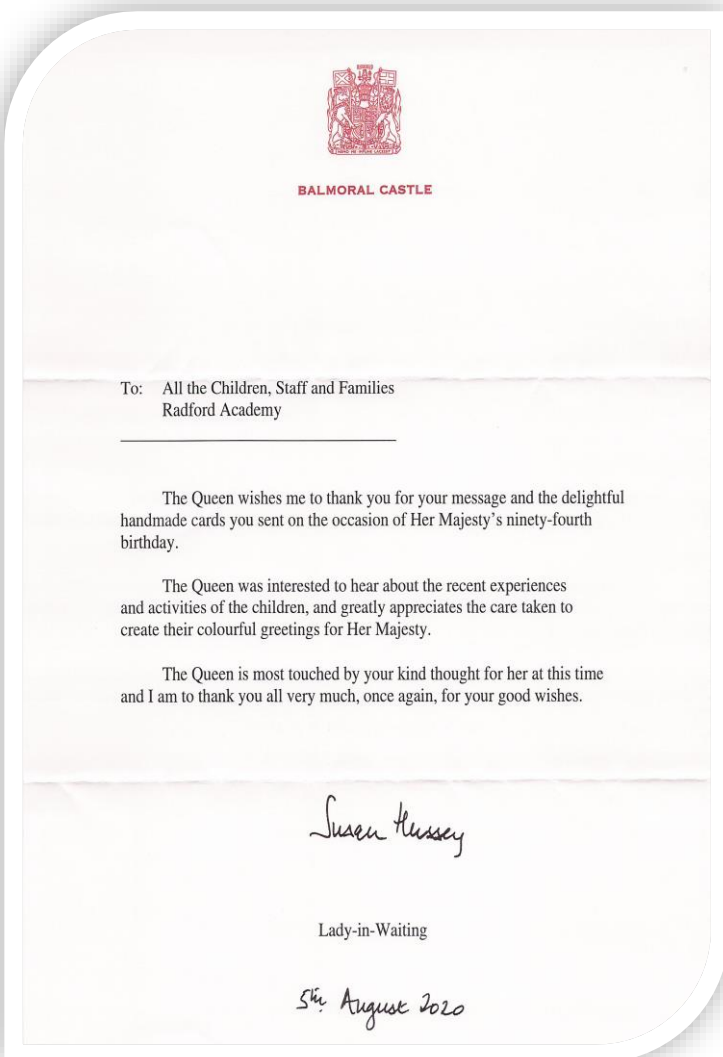 BALMORAL CASTLE
To: All the Children, Staff and Families
Radford Academy
The Queen wishes me to thank you for your message and the delightful
handmade cards you sent on the occasion of Her Majesty's ninety-fourth
birthday.
The Queen was interested to hear about the recent experiences
and activities of the children, and greatly appreciates the care taken to
create their colourful greetings for Her Majesty.
The Queen is most touched by your kind thought for her at this time
and I am to thank you all very much, once again, for your good wishes.
Susan Hussey
Lady-in-Waiting
5th August 2020